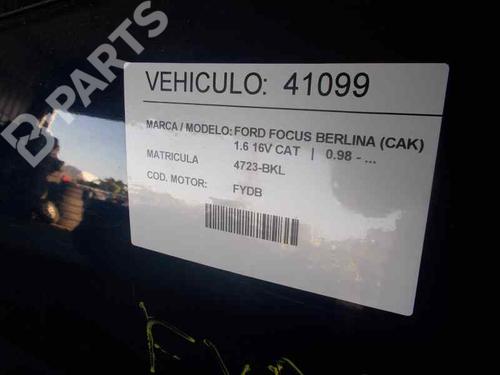 B-PARTS
VEHICULO: 41099
MARCA / MODELO: FORD FOCUS BERLINA (CAK)
1.6 16V CAT | 0.98 - ...
MATRICULA 4723-BKL
COD. MOTOR: FYDB